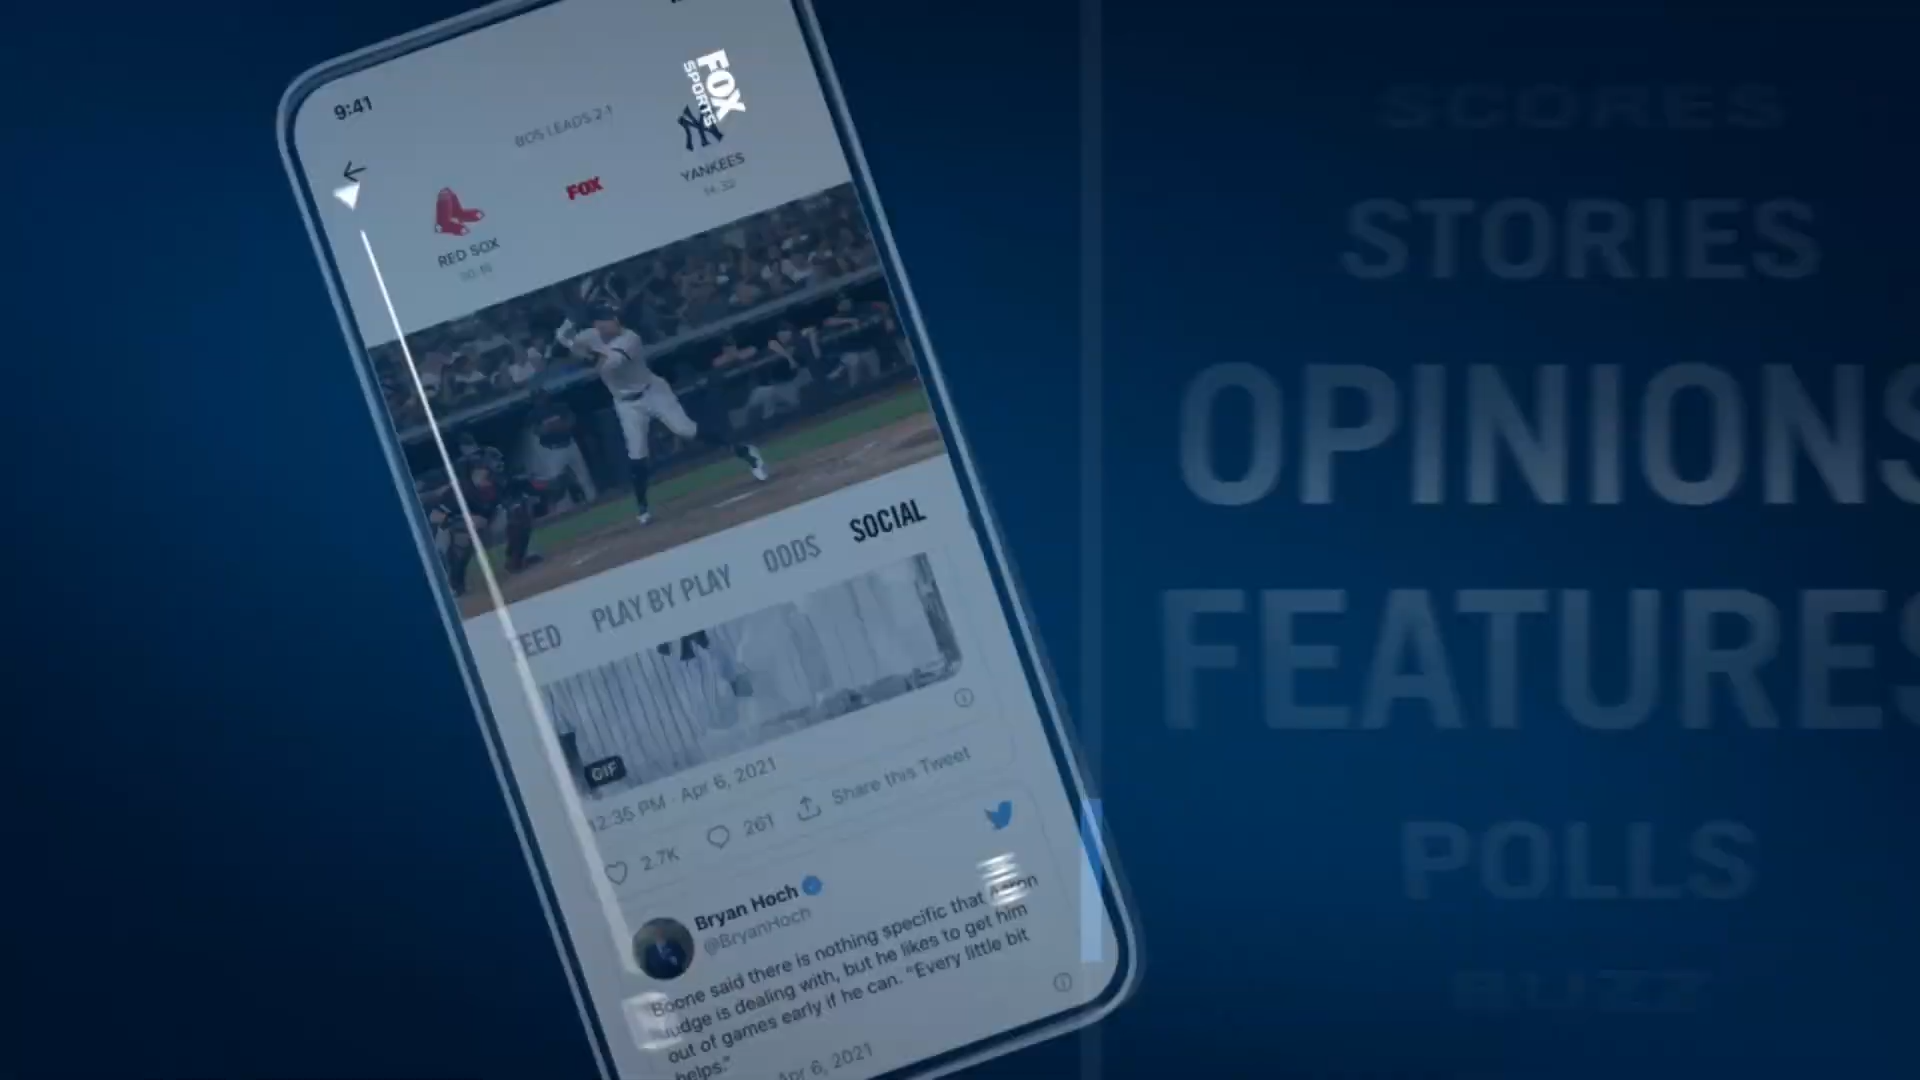 9:41
FOX
SPORTS
BOS LEADS 2-1
FOX
NY
YANKEES
RED SOX
FEED PLAY BY PLAY ODDS SOCIAL
GIF
12:35 PM · Apr 6, 2021
2.7K 261 Share this Tweet
Bryan Hoch
@BryanHoch
Boone said there is nothing specific that Aaron
Judge is dealing with, but he likes to get him
out of games early if he can. "Every little bit
helps."
Apr 6, 2021
SCORES
STORIES
OPINIONS
FEATURES
POLLS
BUZZ